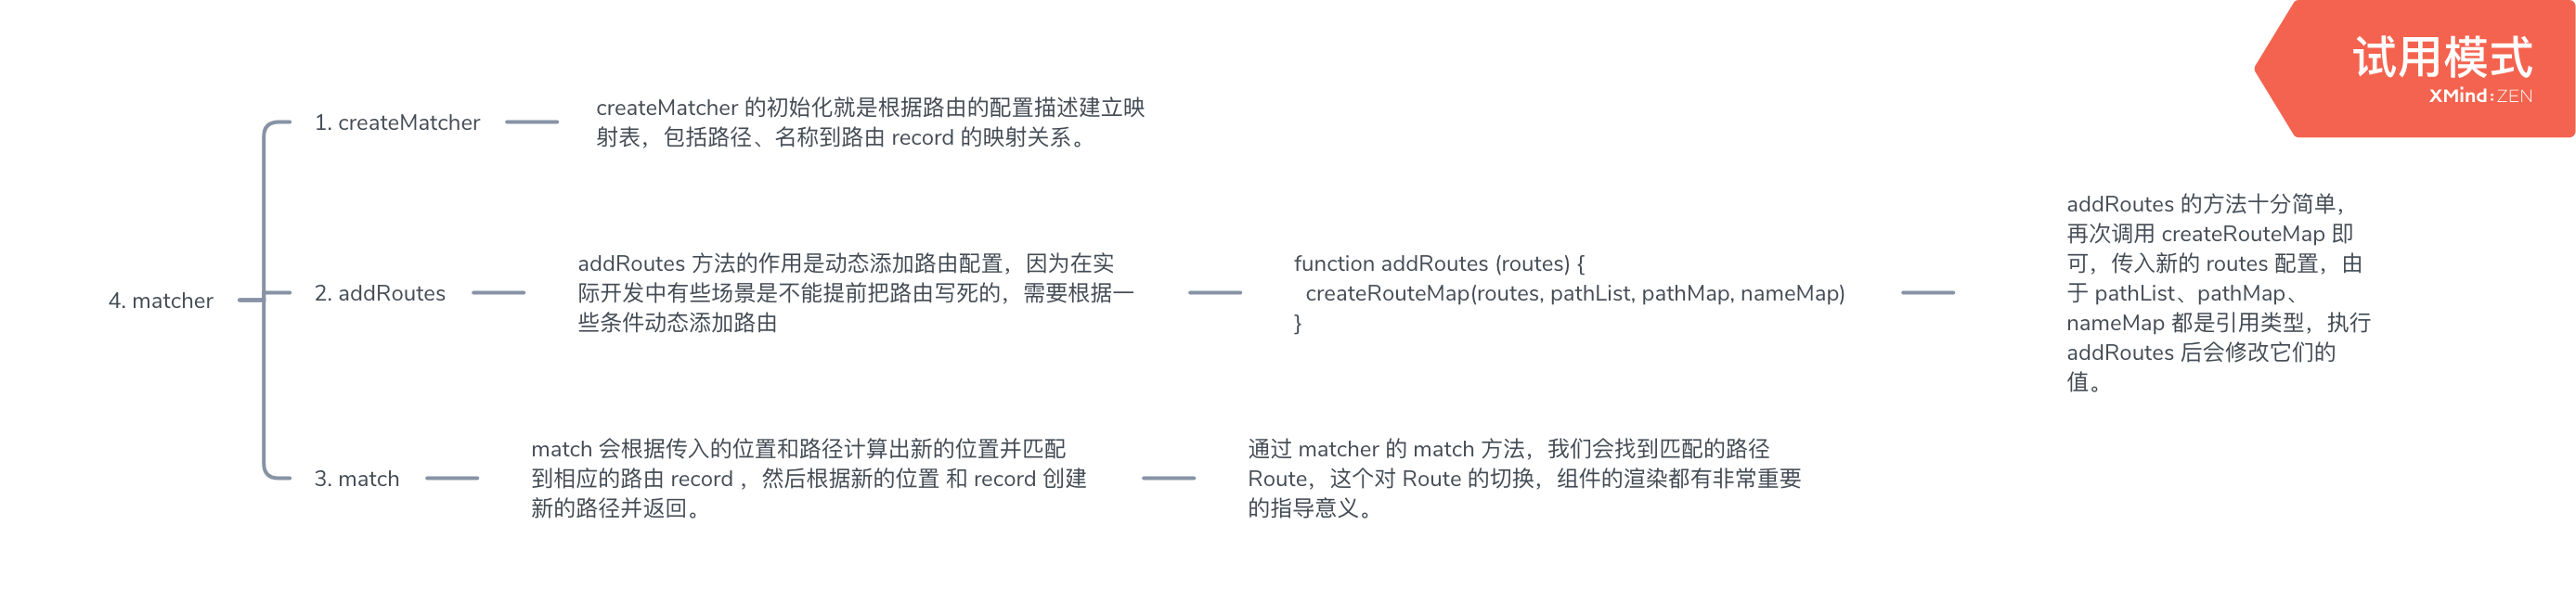 试用模式
XMind:ZEN
4. matcher
1. createMatcher
createMatcher 的初始化就是根据路由的配置描述建立映
射表，包括路径、名称到路由 record 的映射关系。
2. addRoutes
addRoutes 方法的作用是动态添加路由配置，因为在实
际开发中有些场景是不能提前把路由写死的，需要根据一
些条件动态添加路由
function addRoutes (routes) {
  createRouteMap(routes, pathList, pathMap, nameMap)
}
addRoutes 的方法十分简单，
再次调用 createRouteMap 即
可，传入新的 routes 配置，由
于 pathList、pathMap、
nameMap 都是引用类型，执行
addRoutes 后会修改它们的
值。
3. match
match 会根据传入的位置和路径计算出新的位置并匹配
到相应的路由 record ，然后根据新的位置 和 record 创建
新的路径并返回。
通过 matcher 的 match 方法，我们会找到匹配的路径
Route，这个对 Route 的切换，组件的渲染都有非常重要
的指导意义。